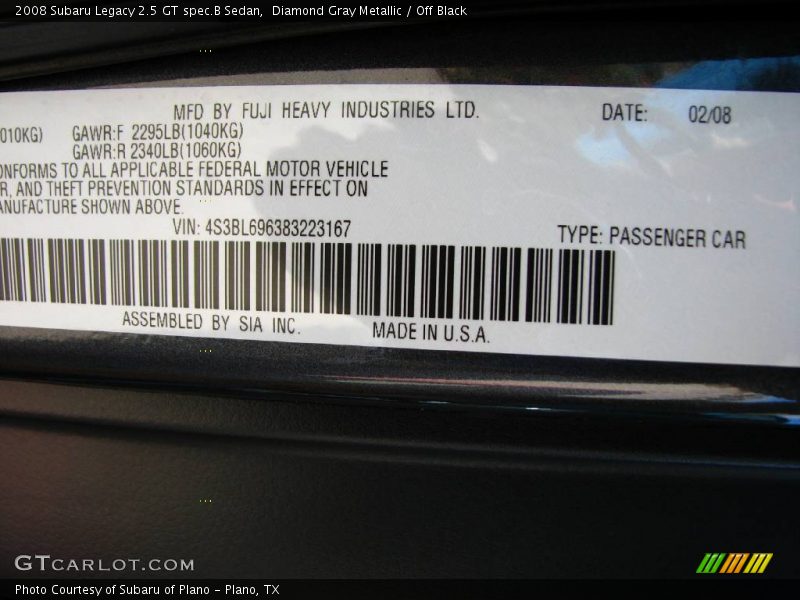 2008 Subaru Legacy 2.5 GT spec.B Sedan, Diamond Gray Metallic / Off Black
MFD BY FUJI HEAVY INDUSTRIES LTD. DATE: 02/08
010KG) GAWR:F 2295LB(1040KG)
GAWR:R 2340LB(1060KG)
ONFORMS TO ALL APPLICABLE FEDERAL MOTOR VEHICLE
R, AND THEFT PREVENTION STANDARDS IN EFFECT ON
ANUFACTURE SHOWN ABOVE.
VIN: 4S3BL696383223167 TYPE: PASSENGER CAR
ASSEMBLED BY SIA INC. MADE IN U.S.A.
GTCARLOT.COM
Photo Courtesy of Subaru of Plano - Plano, TX